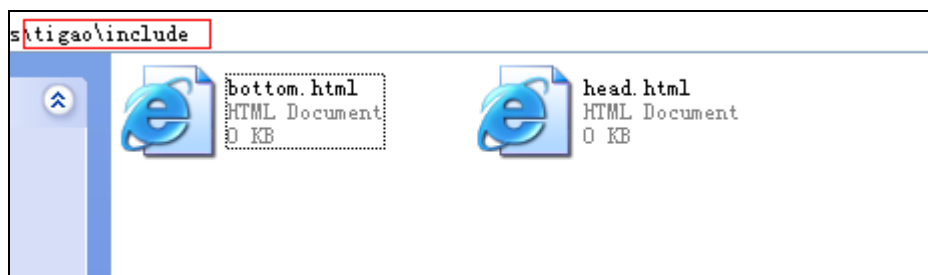 s\tigao\include
bottom.html
HTML Document
0 KB
head.html
HTML Document
0 KB